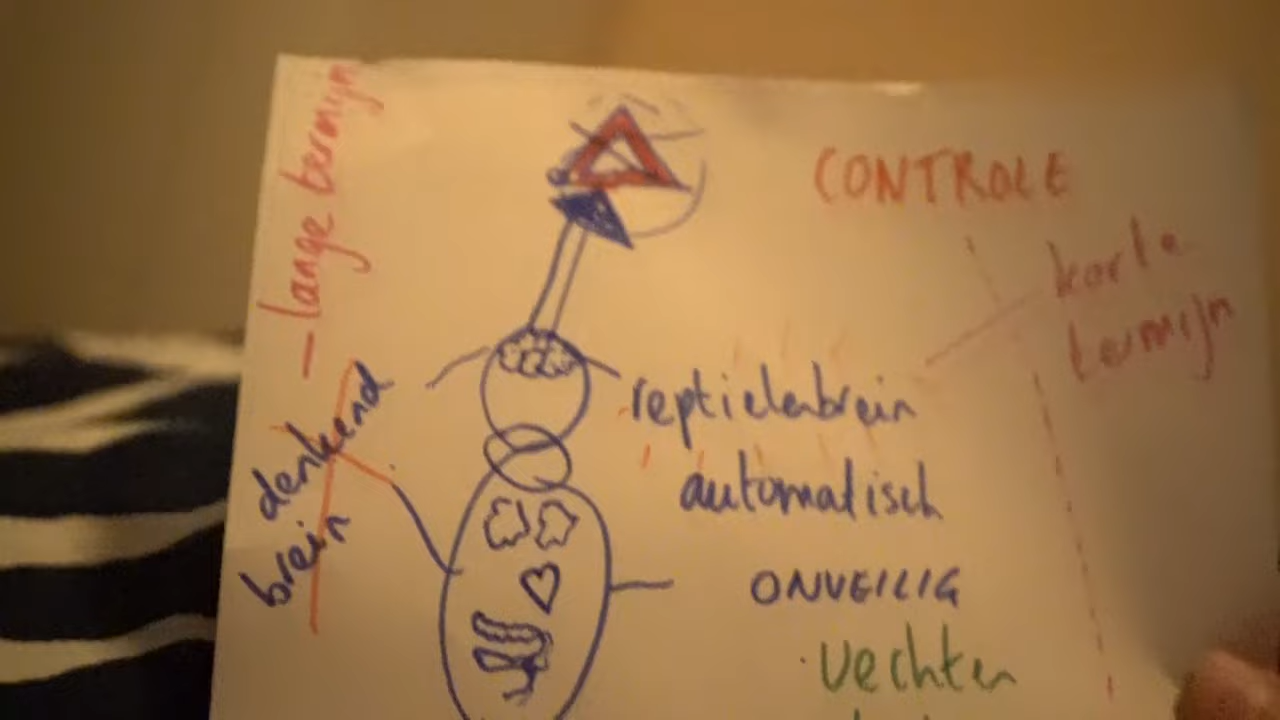 CONTROLE
korte
termijn
– lange termijn
denkend
brein
reptielenbrein
automatisch
ONVEILIG
vechten